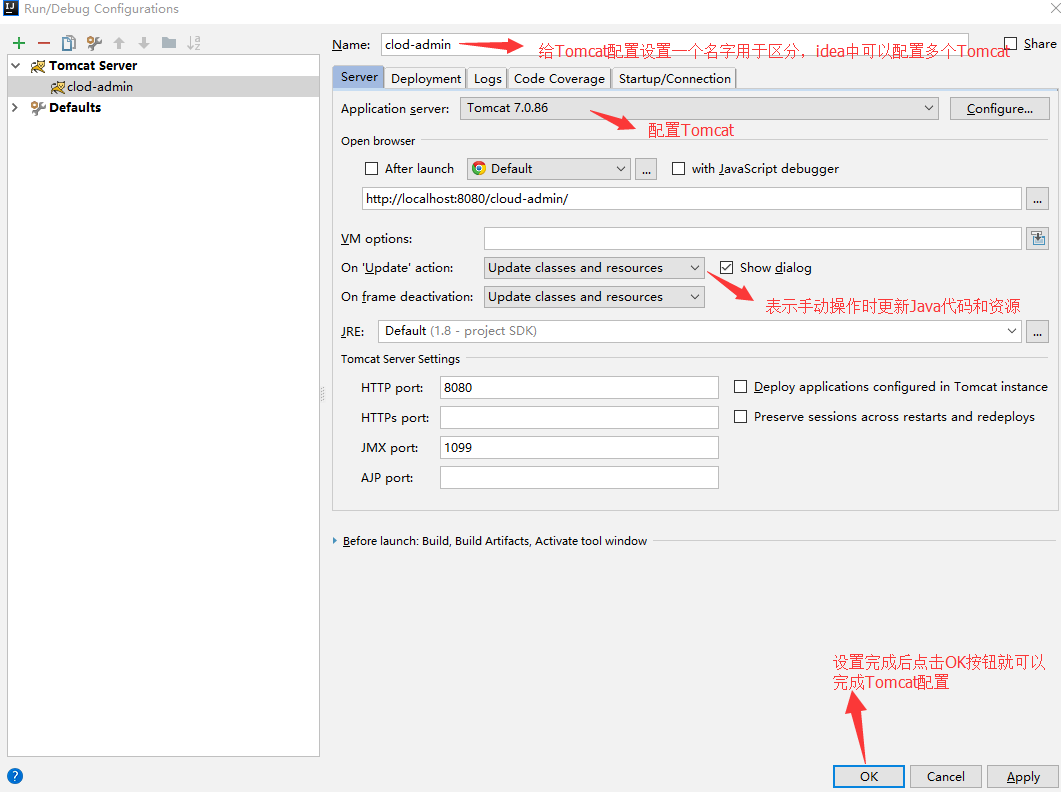 Run/Debug Configurations
Tomcat Server
clod-admin
Defaults
Name: clod-admin
给Tomcat配置设置一个名字用于区分，idea中可以配置多个Tomcat
Share
Server Deployment Logs Cod Coverage Startup/Connection
Application server: Tomcat 7.0.86 Configure...
配置Tomcat
Open browser
After launch Default ... with JavaScript debugger
http://localhost:8080/cloud-admin/ ...
VM options:
On 'Update' action: Update classes and resources Show dialog
On frame deactivation: Update classes and resources
表示手动操作时更新Java代码和资源
JRE: Default (1.8 - project SDK) ...
Tomcat Server Settings
HTTP port: 8080 Deploy applications configured in Tomcat instance
HTTPs port: Preserve sessions across restarts and redeploys
JMX port: 1099
AJP port:
Before launch: Build, Build Artifacts, Activate tool window
设置完成后点击OK按钮就可以
完成Tomcat配置
? OK Cancel Apply